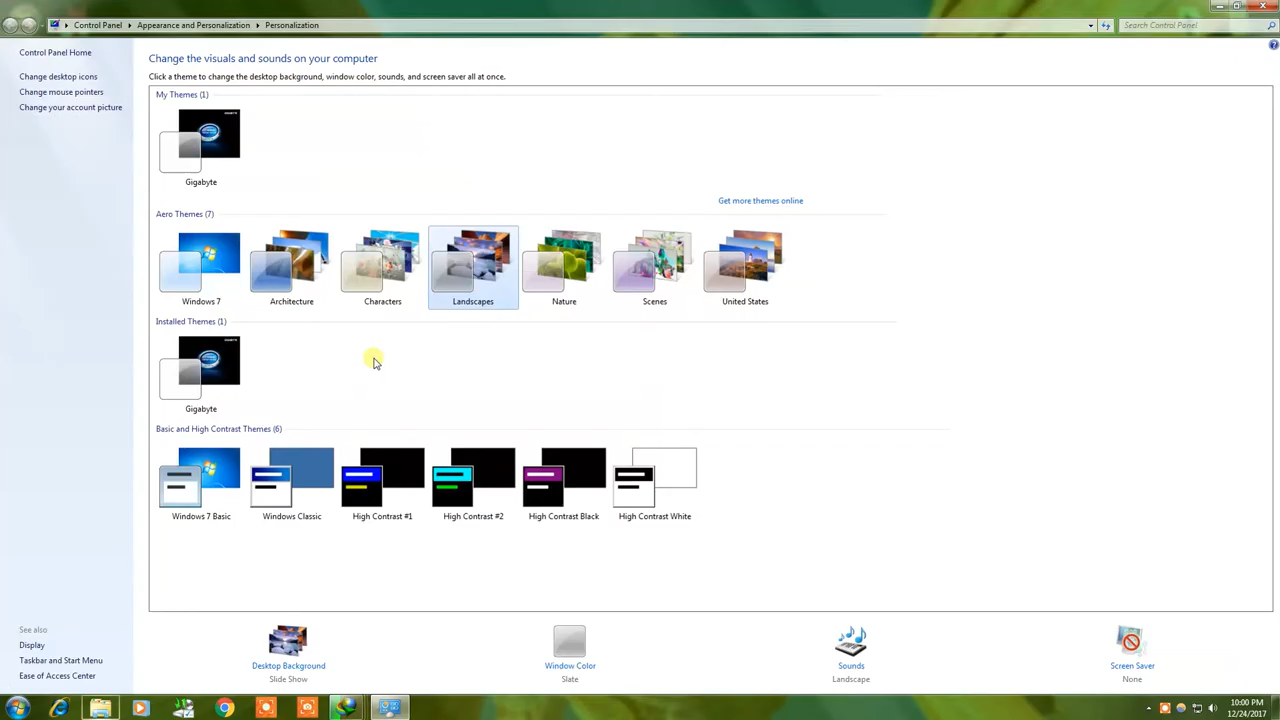 Control Panel ▸ Appearance and Personalization ▸ Personalization
Search Control Panel
Control Panel Home
Change desktop icons
Change mouse pointers
Change your account picture
Change the visuals and sounds on your computer
Click a theme to change the desktop background, window color, sounds, and screen saver all at once.
My Themes (1)
Gigabyte
Get more themes online
Aero Themes (7)
Windows 7 Architecture Characters Landscapes Nature Scenes United States
Installed Themes (1)
Gigabyte
Basic and High Contrast Themes (6)
Windows 7 Basic Windows Classic High Contrast #1 High Contrast #2 High Contrast Black High Contrast White
See also
Display
Taskbar and Start Menu
Ease of Access Center
Desktop Background Window Color Sounds Screen Saver
Slide Show Slate Landscape None
10:00 PM
12/24/2017